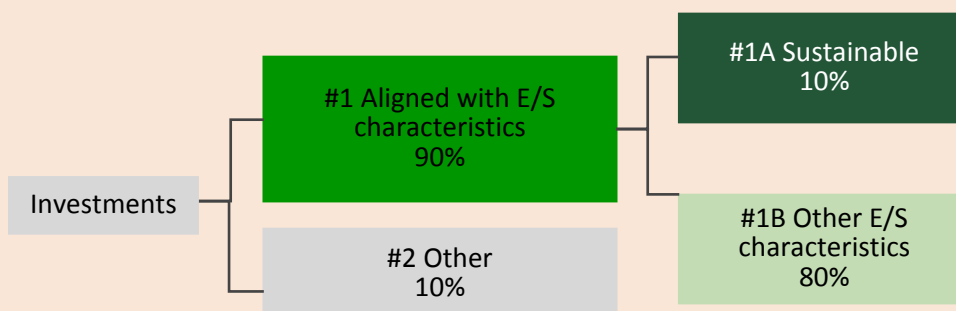 Investments
#1 Aligned with E/S
characteristics
90%
#2 Other
10%
#1A Sustainable
10%
#1B Other E/S
characteristics
80%